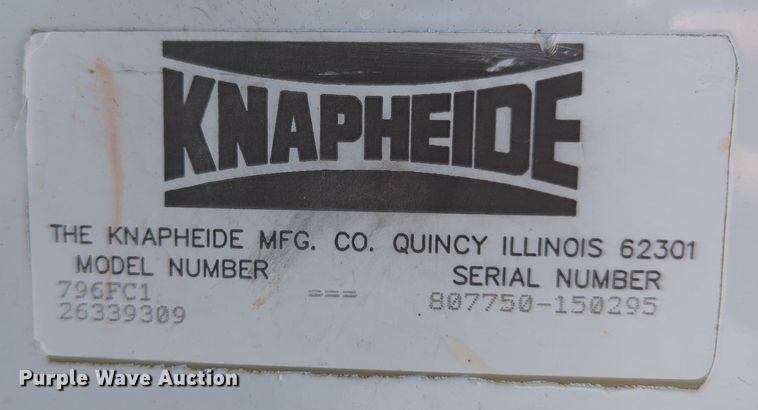 KNAPHEIDE
THE KNAPHEIDE MFG. CO. QUINCY ILLINOIS 62301
MODEL NUMBER SERIAL NUMBER
796FC1 === 807750-150295
26339309
Purple Wave Auction